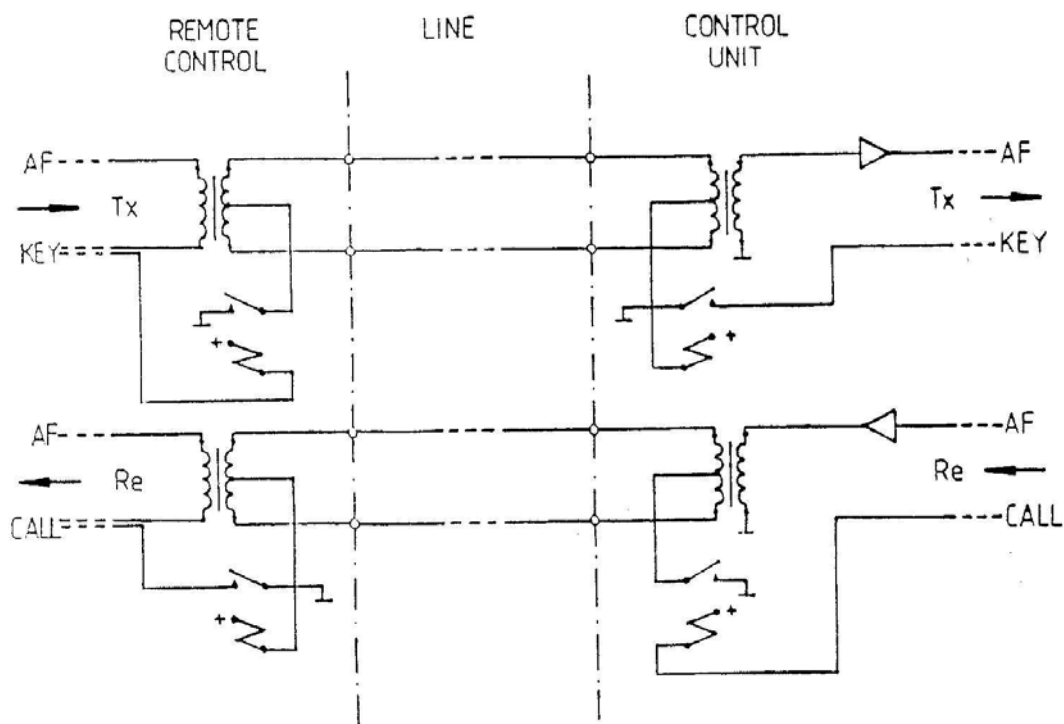 REMOTE
CONTROL
LINE
CONTROL
UNIT
AF
AF
Tx
Tx
KEY
KEY
+
+
AF
AF
Re
Re
CALL
CALL
+
+